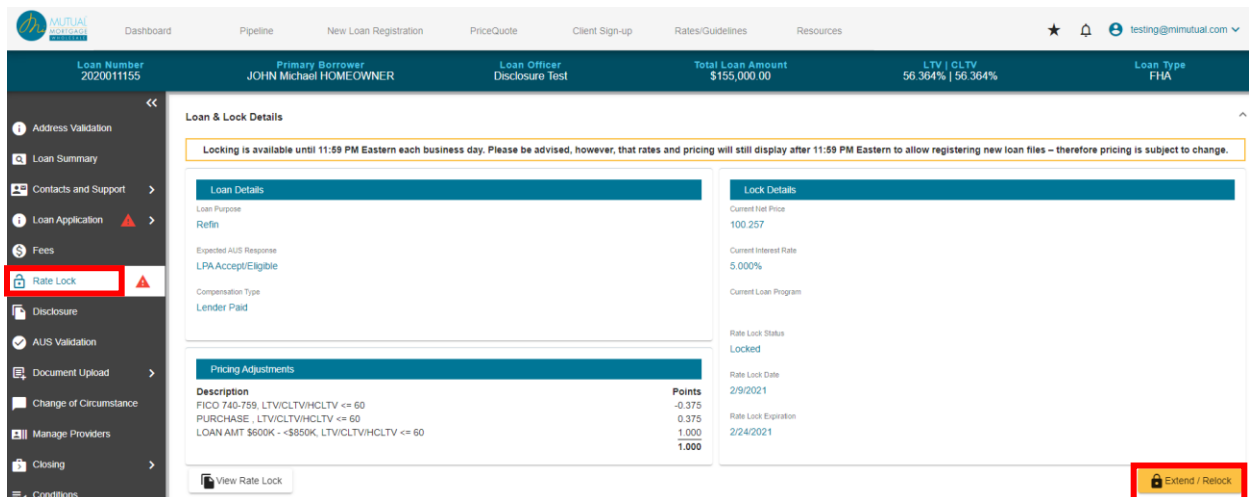 MUTUAL
MORTGAGE
WHOLESALE
Dashboard Pipeline New Loan Registration PriceQuote Client Sign-up Rates/Guidelines Resources testing@mimutual.com
Loan Number Primary Borrower Loan Officer Total Loan Amount LTV | CLTV Loan Type
2020011155 JOHN Michael HOMEOWNER Disclosure Test $155,000.00 56.364% | 56.364% FHA
Address Validation
Loan Summary
Contacts and Support
Loan Application
Fees
Rate Lock
Disclosure
AUS Validation
Document Upload
Change of Circumstance
Manage Providers
Closing
Conditions
Loan & Lock Details
Locking is available until 11:59 PM Eastern each business day. Please be advised, however, that rates and pricing will still display after 11:59 PM Eastern to allow registering new loan files – therefore pricing is subject to change.
Loan Details
Loan Purpose
Refin
Expected AUS Response
LPA Accept/Eligible
Compensation Type
Lender Paid
Pricing Adjustments
Description Points
FICO 740-759, LTV/CLTV/HCLTV <= 60 -0.375
PURCHASE , LTV/CLTV/HCLTV <= 60 0.375
LOAN AMT $600K - <$850K, LTV/CLTV/HCLTV <= 60 1.000
1.000
Lock Details
Current Net Price
100.257
Current Interest Rate
5.000%
Current Loan Program
Rate Lock Status
Locked
Rate Lock Date
2/9/2021
Rate Lock Expiration
2/24/2021
View Rate Lock
Extend / Relock